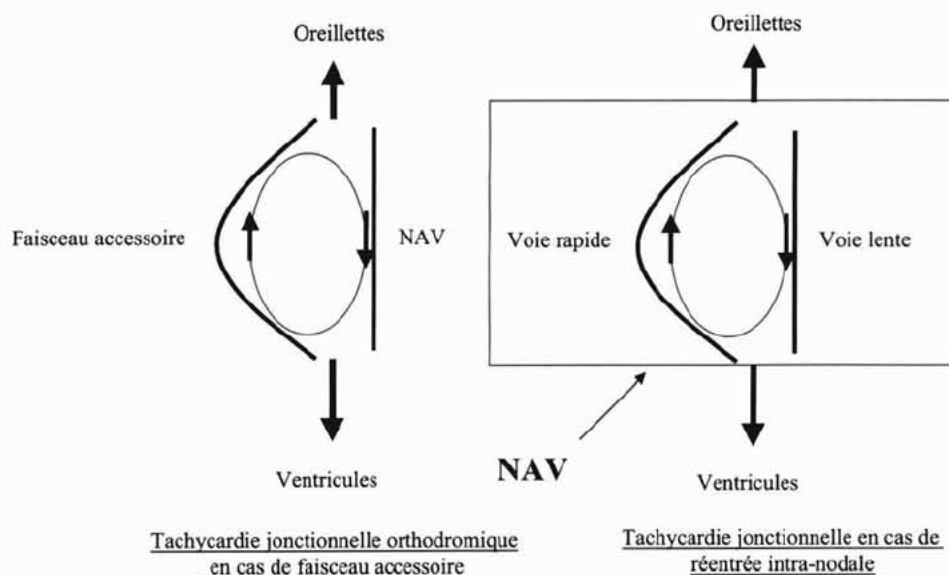 Oreillettes
Faisceau accessoire
NAV
Ventricules
Tachycardie jonctionnelle orthodromique
en cas de faisceau accessoire
Oreillettes
Voie rapide
Voie lente
NAV
Ventricules
Tachycardie jonctionnelle en cas de
réentrée intra-nodale